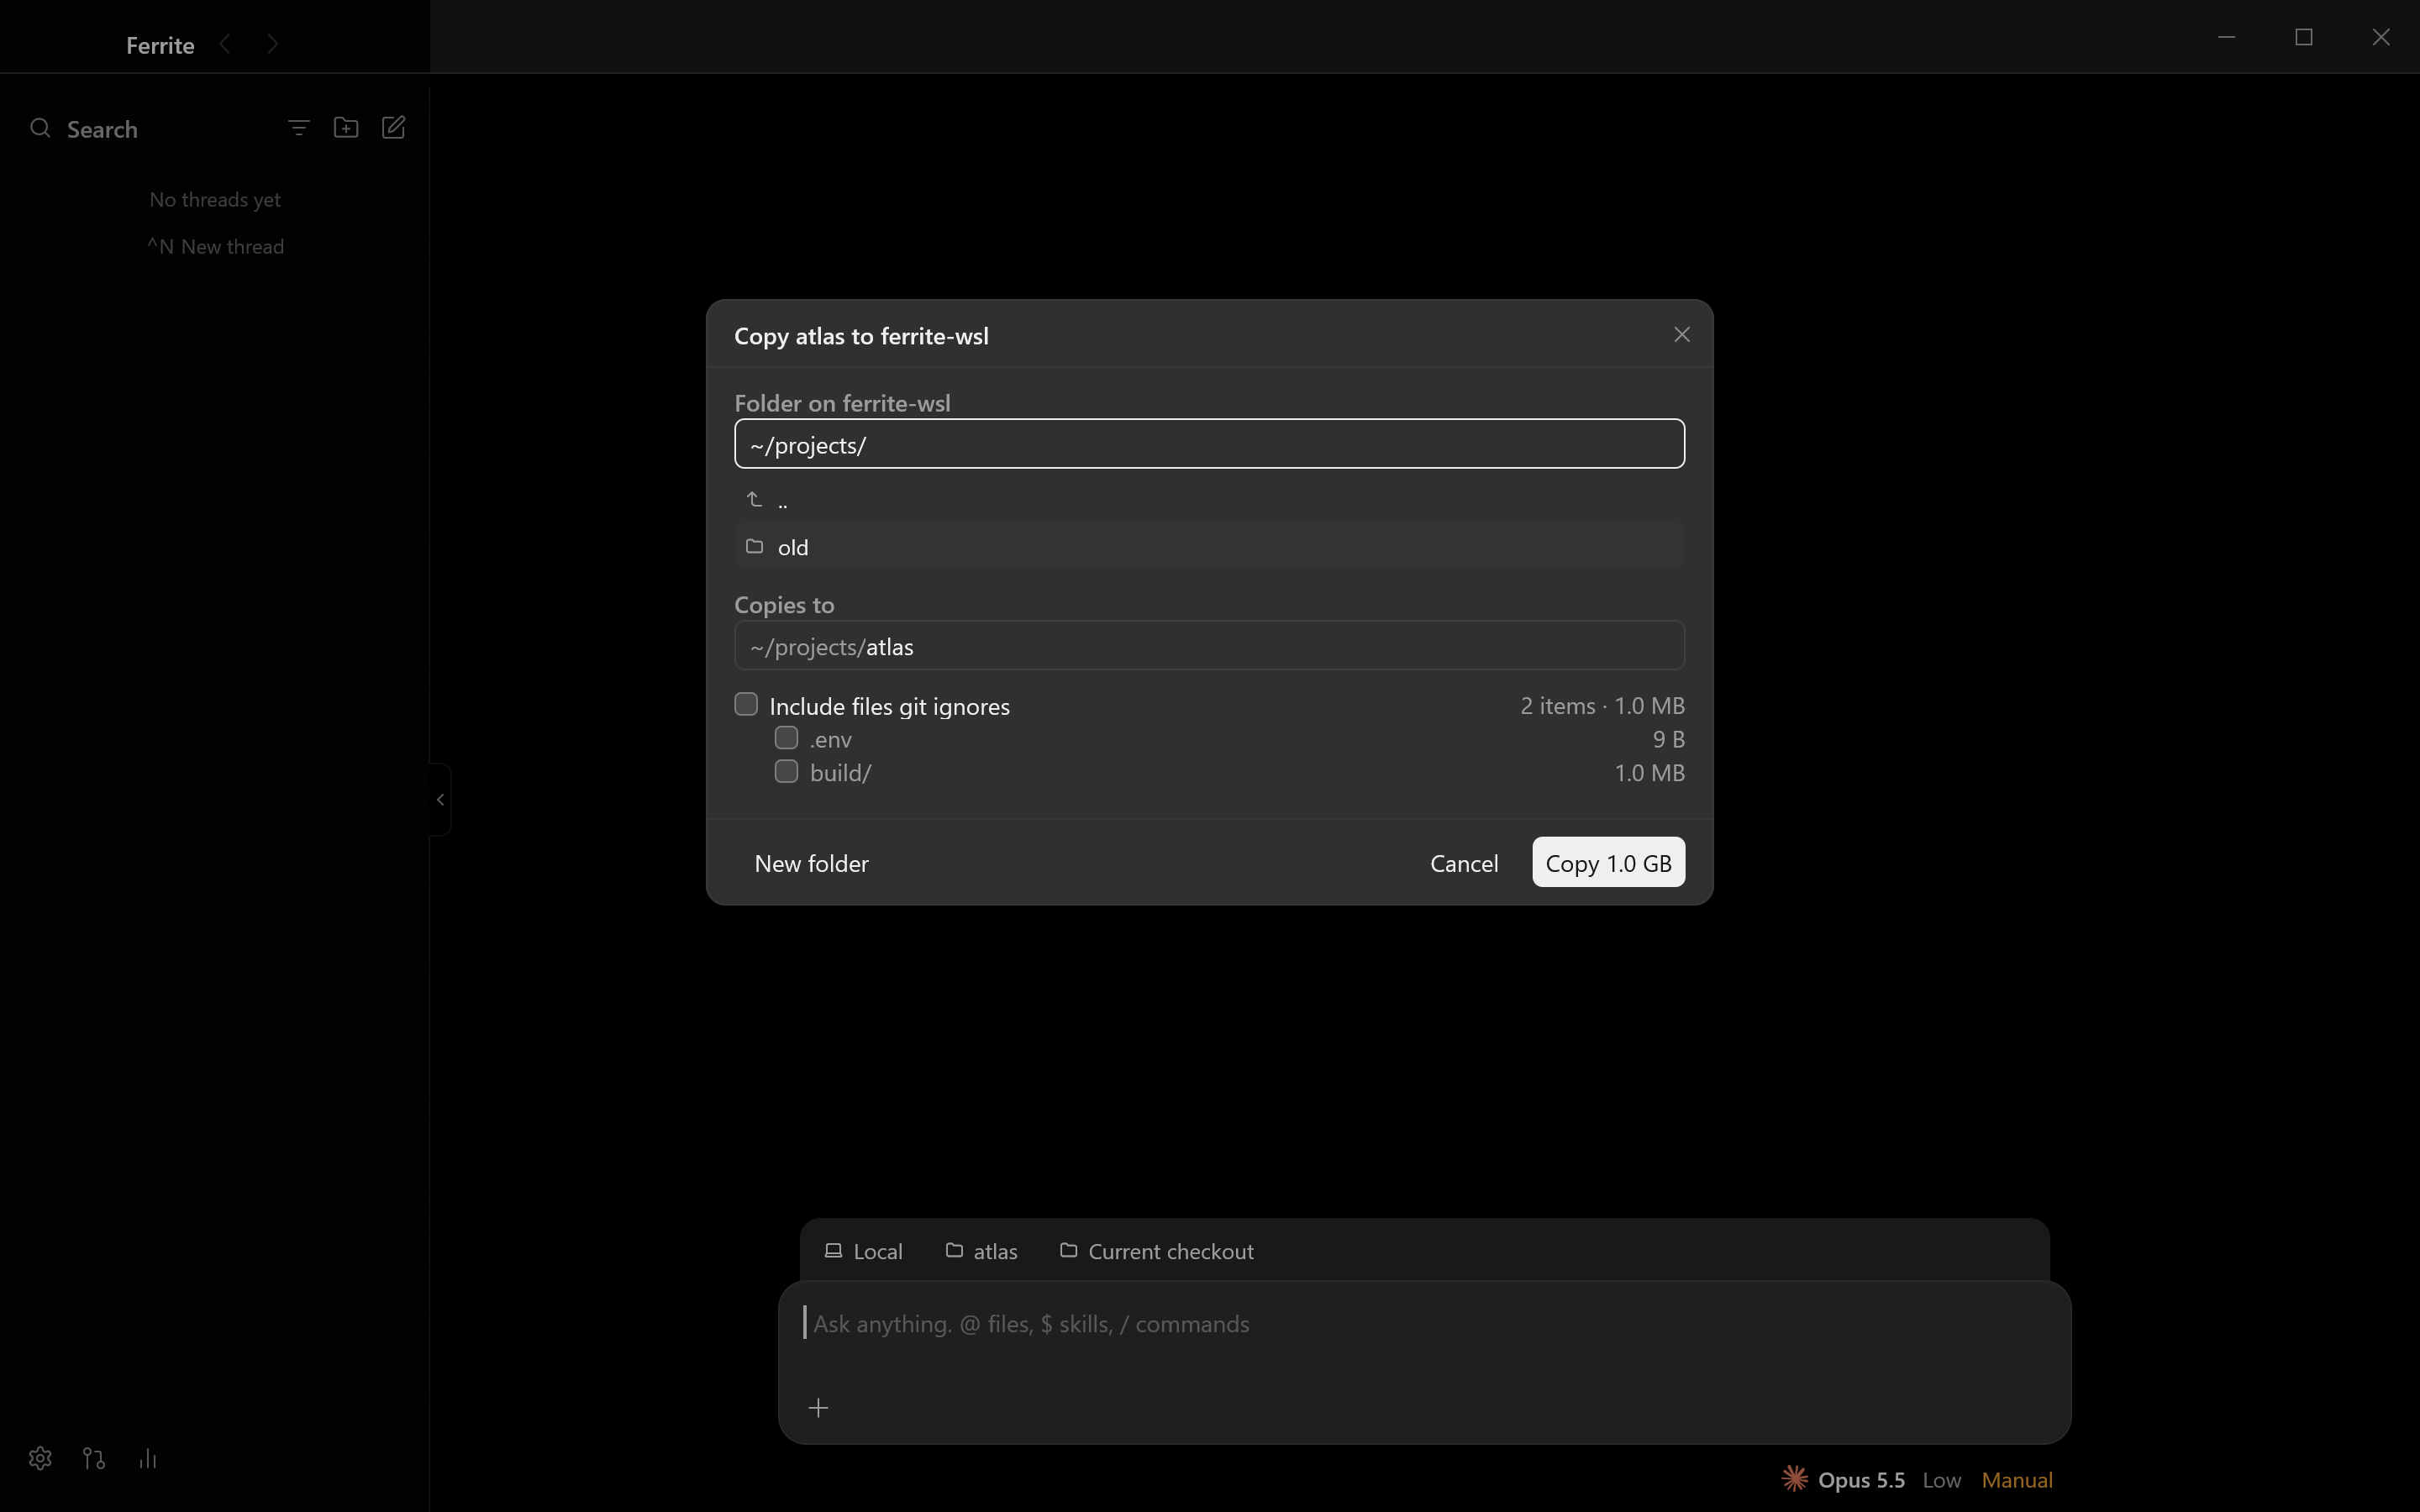 Ferrite
Search
No threads yet
^N New thread
Copy atlas to ferrite-wsl
Folder on ferrite-wsl
~/projects/
..
old
Copies to
~/projects/atlas
Include files git ignores 2 items · 1.0 MB
.env 9 B
build/ 1.0 MB
New folder Cancel Copy 1.0 GB
Local atlas Current checkout
Ask anything. @ files, $ skills, / commands
Opus 5.5 Low Manual